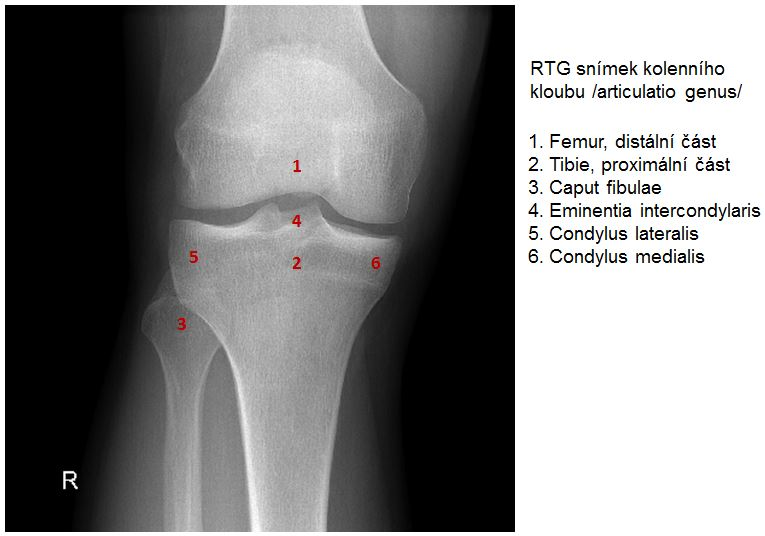 RTG snímek kolenního
kloubu /articulatio genus/
1. Femur, distální část
2. Tibie, proximální část
3. Caput fibulae
4. Eminentia intercondylaris
5. Condylus lateralis
6. Condylus medialis
1
4
5
2
6
3
R